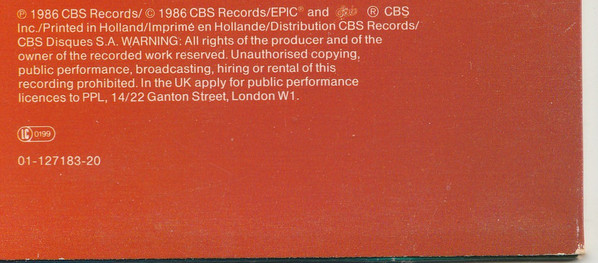 ℗ 1986 CBS Records/ © 1986 CBS Records/EPIC® and ® CBS
Inc./Printed in Holland/Imprimé en Hollande/Distribution CBS Records/
CBS Disques S.A. WARNING: All rights of the producer and of the
owner of the recorded work reserved. Unauthorised copying,
public performance, broadcasting, hiring or rental of this
recording prohibited. In the UK apply for public performance
licences to PPL, 14/22 Ganton Street, London W1.
LC 0199
01-127183-20